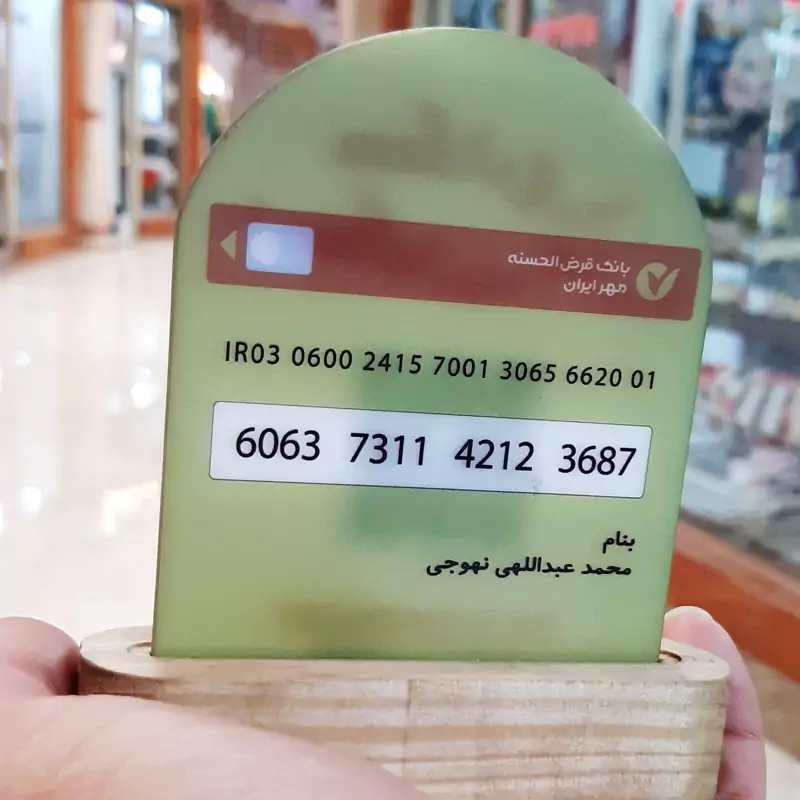 بانک قرض الحسنه
مهر ایران
IR03 0600 2415 7001 3065 6620 01
6063 7311 4212 3687
بنام
محمد عبداللهی نهوجی